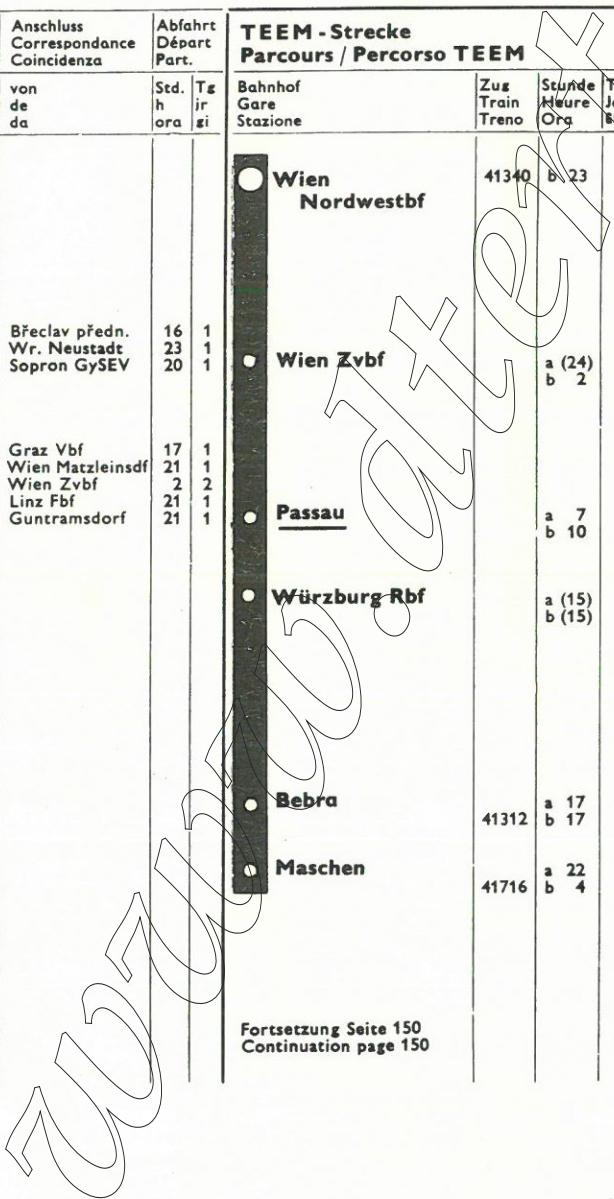 Anschluss
Correspondance
Coincidenza
Abfahrt
Départ
Part.
TEEM - Strecke
Parcours / Percorso TEEM
von
de
da
Std.
h
ora
Tg
ir
gi
Bahnhof
Gare
Stazione
Zug
Train
Treno
Stunde
Heure
Ora
Wien
Nordwestbf
41340 b 23
Břeclav předn. 16 1
Wr. Neustadt 23 1
Sopron GySEV 20 1
Wien Zvbf
a (24)
b 2
Graz Vbf 17 1
Wien Matzleinsdf 21 1
Wien Zvbf 2 2
Linz Fbf 21 1
Guntramsdorf 21 1
Passau
a 7
b 10
Würzburg Rbf
a (15)
b (15)
Bebra
a 17
41312 b 17
Maschen
a 22
41716 b 4
Fortsetzung Seite 150
Continuation page 150